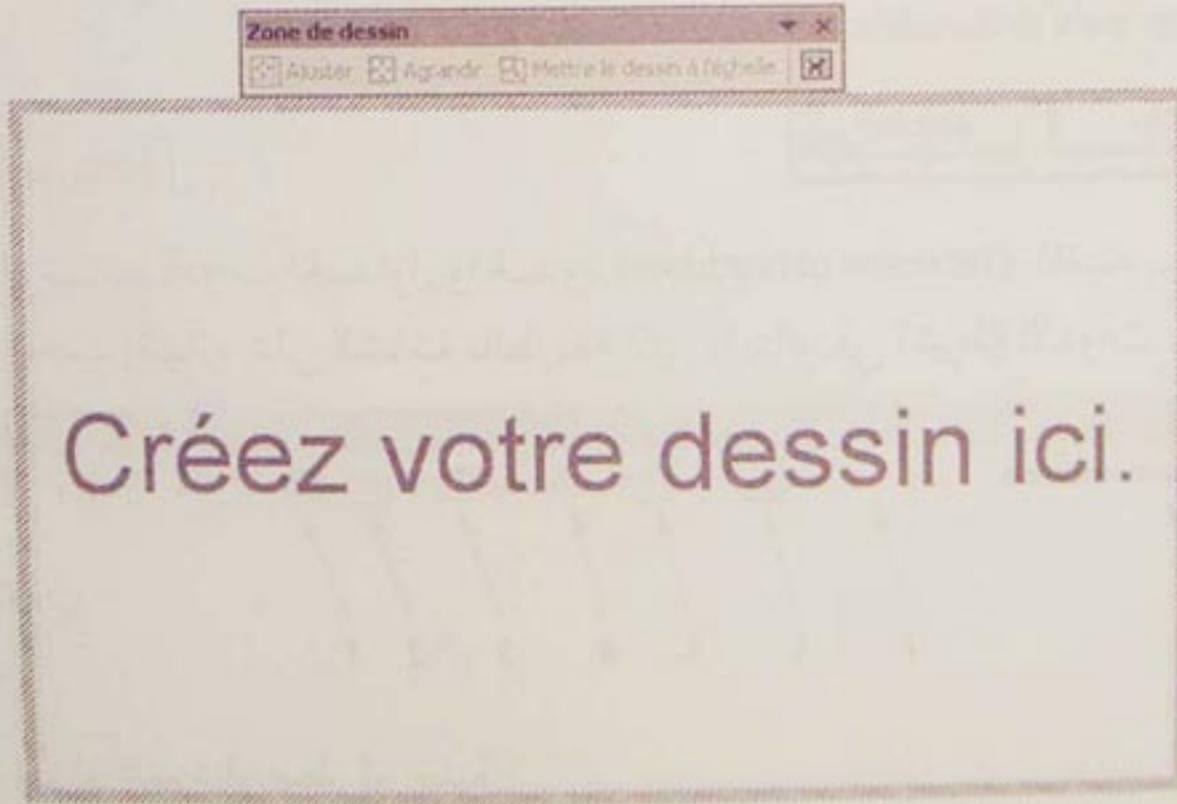 Zone de dessin
Ajuster Agrandir Mettre le dessin à l'échelle
Créez votre dessin ici.